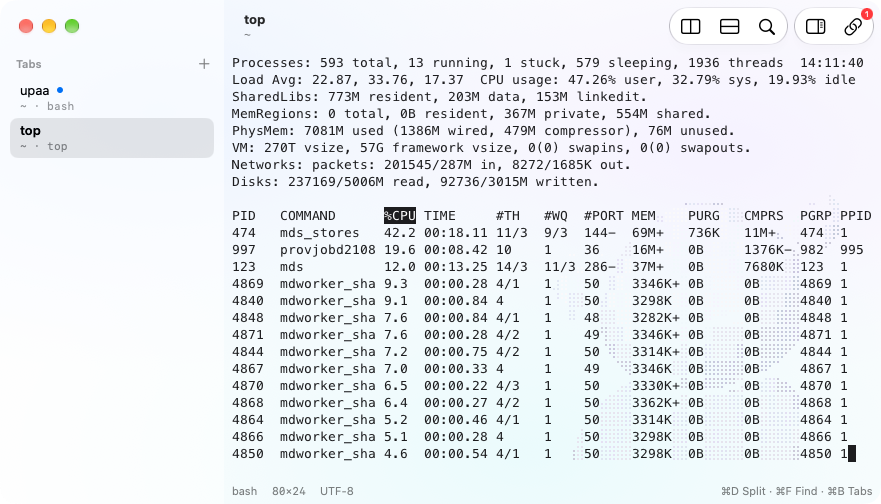 top
~
1
Tabs
upaa
~ · bash
top
~ · top
Processes: 593 total, 13 running, 1 stuck, 579 sleeping, 1936 threads  14:11:40
Load Avg: 22.87, 33.76, 17.37  CPU usage: 47.26% user, 32.79% sys, 19.93% idle
SharedLibs: 773M resident, 203M data, 153M linkedit.
MemRegions: 0 total, 0B resident, 367M private, 554M shared.
PhysMem: 7081M used (1386M wired, 479M compressor), 76M unused.
VM: 270T vsize, 57G framework vsize, 0(0) swapins, 0(0) swapouts.
Networks: packets: 201545/287M in, 8272/1685K out.
Disks: 237169/5006M read, 92736/3015M written.
PID   COMMAND      %CPU TIME     #TH   #WQ  #PORT MEM    PURG   CMPRS  PGRP PPID
474   mds_stores   42.2 00:18.11 11/3  9/3  144-  69M+   736K   11M+   474  1
997   provjobd2108 19.6 00:08.42 10    1    36    16M+   0B     1376K- 982  995
123   mds          12.0 00:13.25 14/3  11/3 286-  37M+   0B     7680K  123  1
4869  mdworker_sha 9.3  00:00.28 4/1   1    50    3346K+ 0B     0B     4869 1
4840  mdworker_sha 9.1  00:00.84 4     1    50    3298K  0B     0B     4840 1
4848  mdworker_sha 7.6  00:00.84 4/1   1    48    3282K+ 0B     0B     4848 1
4871  mdworker_sha 7.6  00:00.28 4/2   1    49    3346K+ 0B     0B     4871 1
4844  mdworker_sha 7.2  00:00.75 4/2   1    50    3314K+ 0B     0B     4844 1
4867  mdworker_sha 7.0  00:00.33 4     1    49    3346K  0B     0B     4867 1
4870  mdworker_sha 6.5  00:00.22 4/3   1    50    3330K+ 0B     0B     4870 1
4868  mdworker_sha 6.4  00:00.27 4/2   1    50    3362K+ 0B     0B     4868 1
4864  mdworker_sha 5.2  00:00.46 4/1   1    50    3314K  0B     0B     4864 1
4866  mdworker_sha 5.1  00:00.28 4     1    50    3298K  0B     0B     4866 1
4850  mdworker_sha 4.6  00:00.54 4/1   1    50    3298K  0B     0B     4850 1
bash  80×24  UTF-8  ⌘D Split · ⌘F Find · ⌘B Tabs